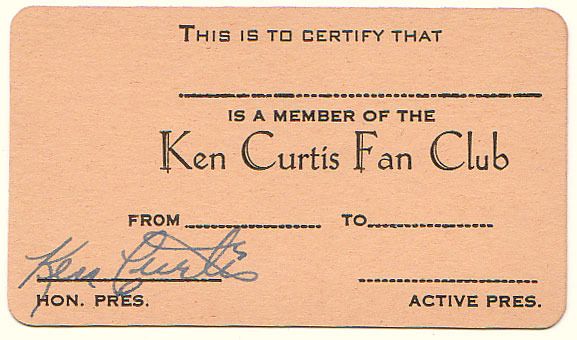 THIS IS TO CERTIFY THAT
IS A MEMBER OF THE
Ken Curtis Fan Club
FROM TO
Ken Curtis
HON. PRES. ACTIVE PRES.